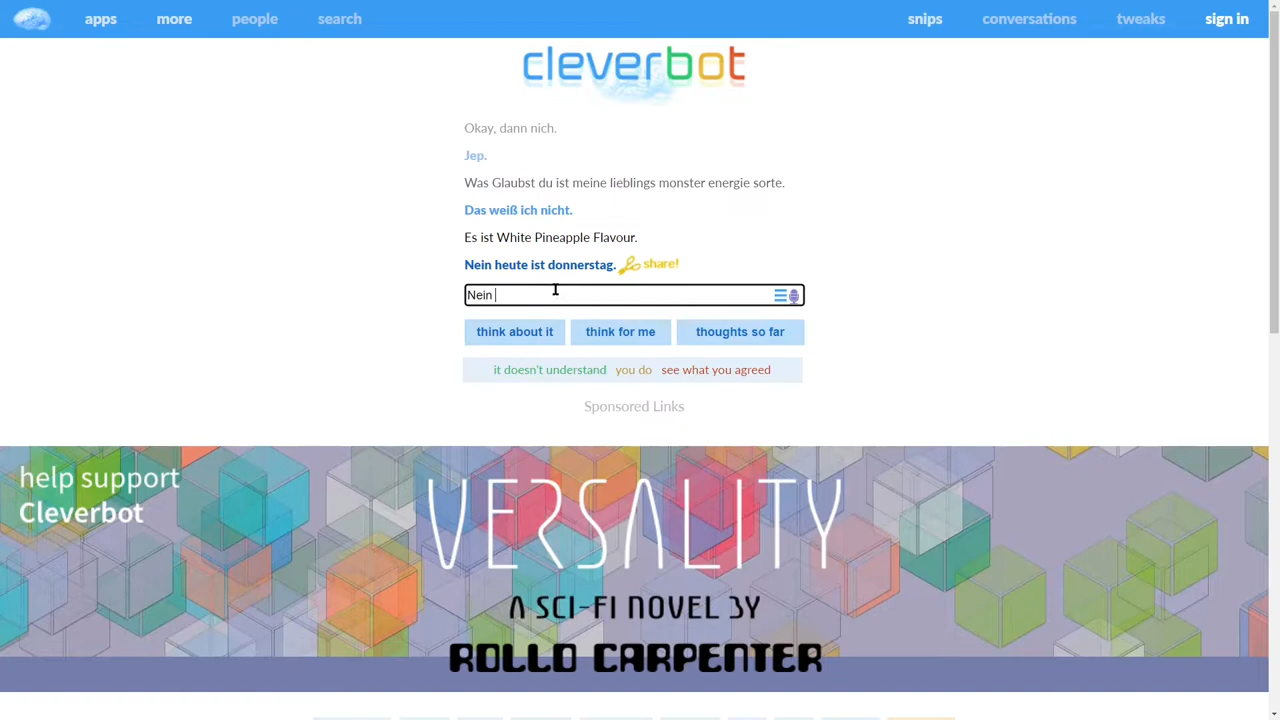 apps more people search snips conversations tweaks sign in
cleverbot
Okay, dann nich.
Jep.
Was Glaubst du ist meine lieblings monster energie sorte.
Das weiß ich nicht.
Es ist White Pineapple Flavour.
Nein heute ist donnerstag. share!
Nein
think about it think for me thoughts so far
it doesn't understand you do see what you agreed
Sponsored Links
help support
Cleverbot
VERSALITY
A SCI-FI NOVEL BY
ROLLO CARPENTER